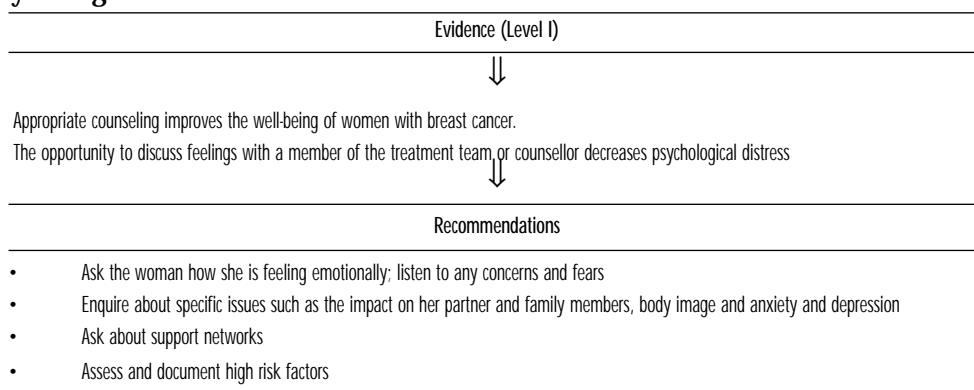 Evidence (Level I)
⇓
Appropriate counseling improves the well-being of women with breast cancer.
The opportunity to discuss feelings with a member of the treatment team or counsellor decreases psychological distress
⇓
Recommendations
• Ask the woman how she is feeling emotionally; listen to any concerns and fears
• Enquire about specific issues such as the impact on her partner and family members, body image and anxiety and depression
• Ask about support networks
• Assess and document high risk factors